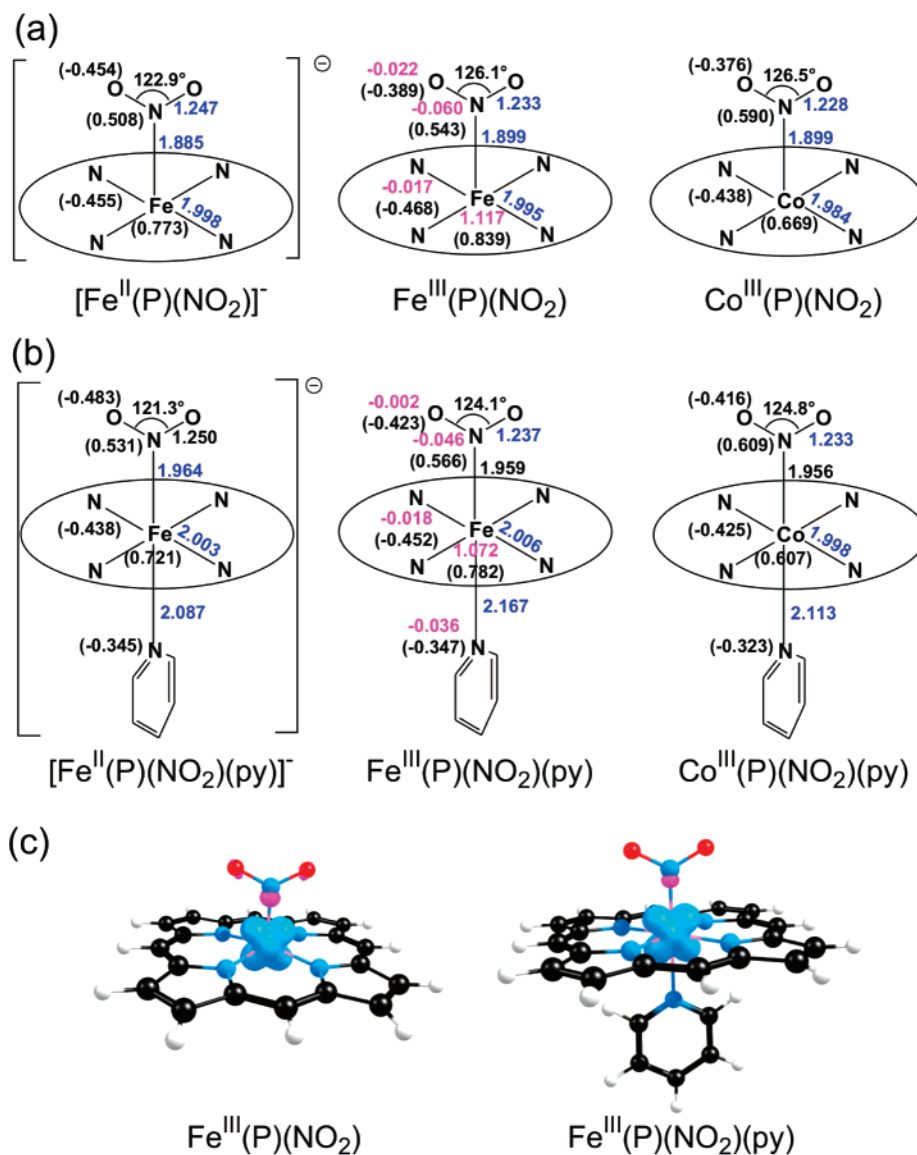 (a)
(-0.454) 122.9° ⊖ -0.022 126.1° (-0.376) 126.5°
O O (-0.389) O O O O
(0.508) N 1.247 -0.060 N 1.233 (0.590) N 1.228
(0.543)
1.885 1.899 1.899
N N N N N N
(-0.455) Fe 1.998 -0.017 Fe 1.995 (-0.438) Co 1.984
(-0.468) 1.117
N (0.773) N N (0.839) N N (0.669) N
[Fe^II(P)(NO₂)]⁻ Fe^III(P)(NO₂) Co^III(P)(NO₂)
(b)
(-0.483) 121.3° ⊖ -0.002 124.1° (-0.416) 124.8°
O O (-0.423) O O O O
(0.531) N 1.250 -0.046 N 1.237 (0.609) N 1.233
(0.566)
1.964 1.959 1.956
N N N N N N
(-0.438) Fe 2.003 -0.018 Fe 2.006 (-0.425) Co 1.998
(-0.452) 1.072
N (0.721) N N (0.782) N N (0.607) N
2.087 2.167 2.113
-0.036
(-0.345) N (-0.347) N (-0.323) N
[Fe^II(P)(NO₂)(py)]⁻ Fe^III(P)(NO₂)(py) Co^III(P)(NO₂)(py)
(c)
Fe^III(P)(NO₂) Fe^III(P)(NO₂)(py)